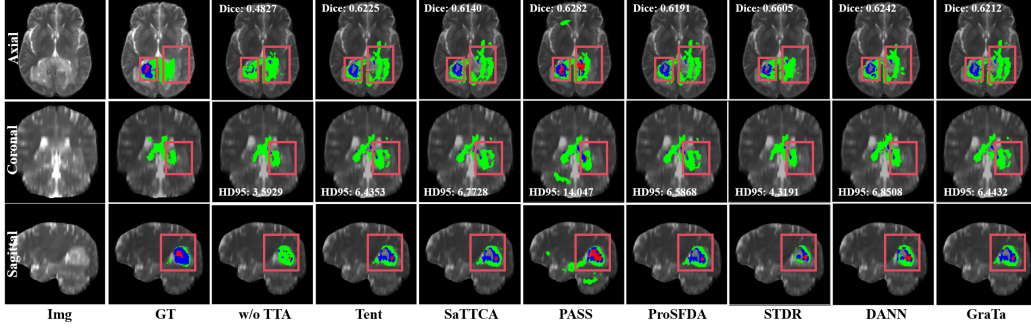 Axial
Dice: 0.4827 Dice: 0.6225 Dice: 0.6140 Dice: 0.6282 Dice: 0.6191 Dice: 0.6605 Dice: 0.6242 Dice: 0.6212
Coronal
HD95: 3.5929 HD95: 6.4353 HD95: 6.7728 HD95: 14.047 HD95: 6.5868 HD95: 4.3191 HD95: 6.8508 HD95: 6.4432
Sagittal
Img GT w/o TTA Tent SaTTCA PASS ProSFDA STDR DANN GraTa